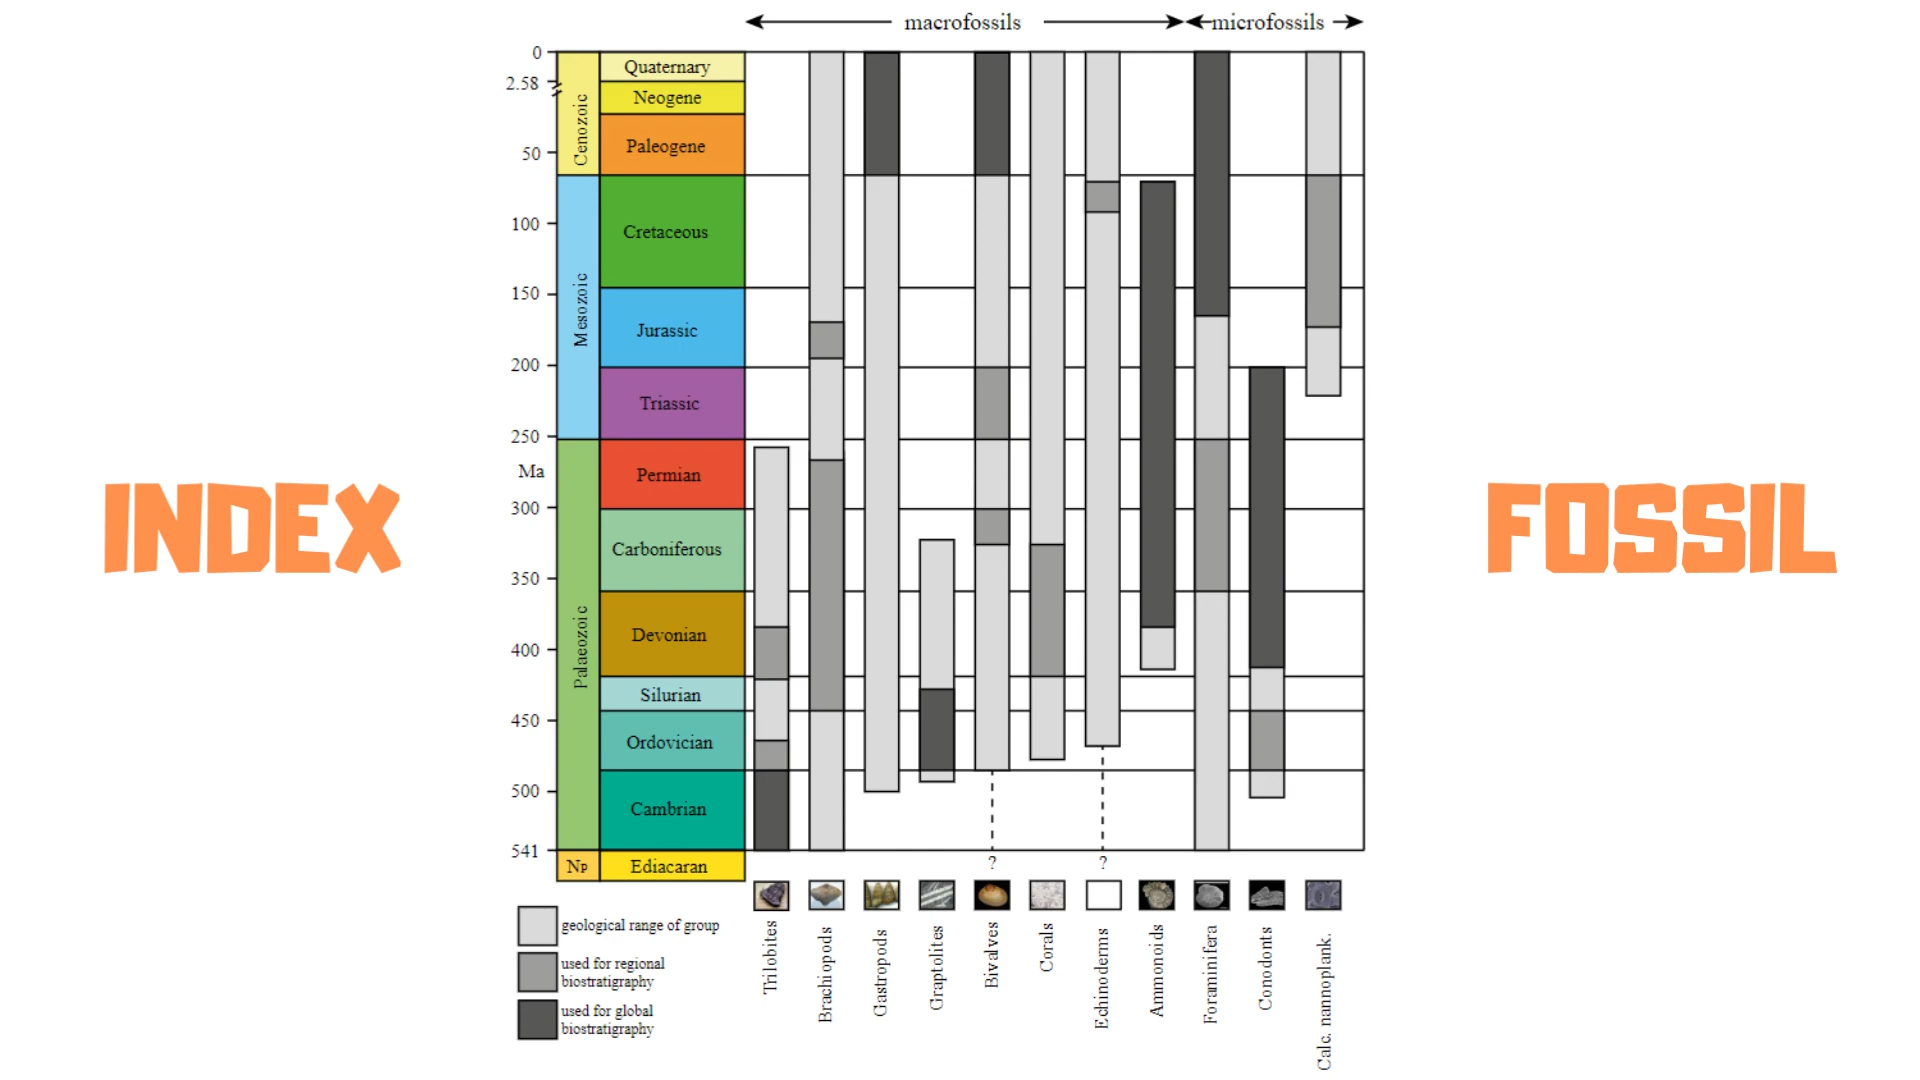 macrofossils
microfossils
0
2.58
50
100
150
200
250
Ma
300
350
400
450
500
541
Cenozoic
Mesozoic
Palaeozoic
Np
Quaternary
Neogene
Paleogene
Cretaceous
Jurassic
Triassic
Permian
Carboniferous
Devonian
Silurian
Ordovician
Cambrian
Ediacaran
?
?
INDEX
FOSSIL
geological range of group
used for regional
biostratigraphy
used for global
biostratigraphy
Trilobites
Brachiopods
Gastropods
Graptolites
Bivalves
Corals
Echinoderms
Ammonoids
Foraminifera
Conodonts
Calc. nannoplank.